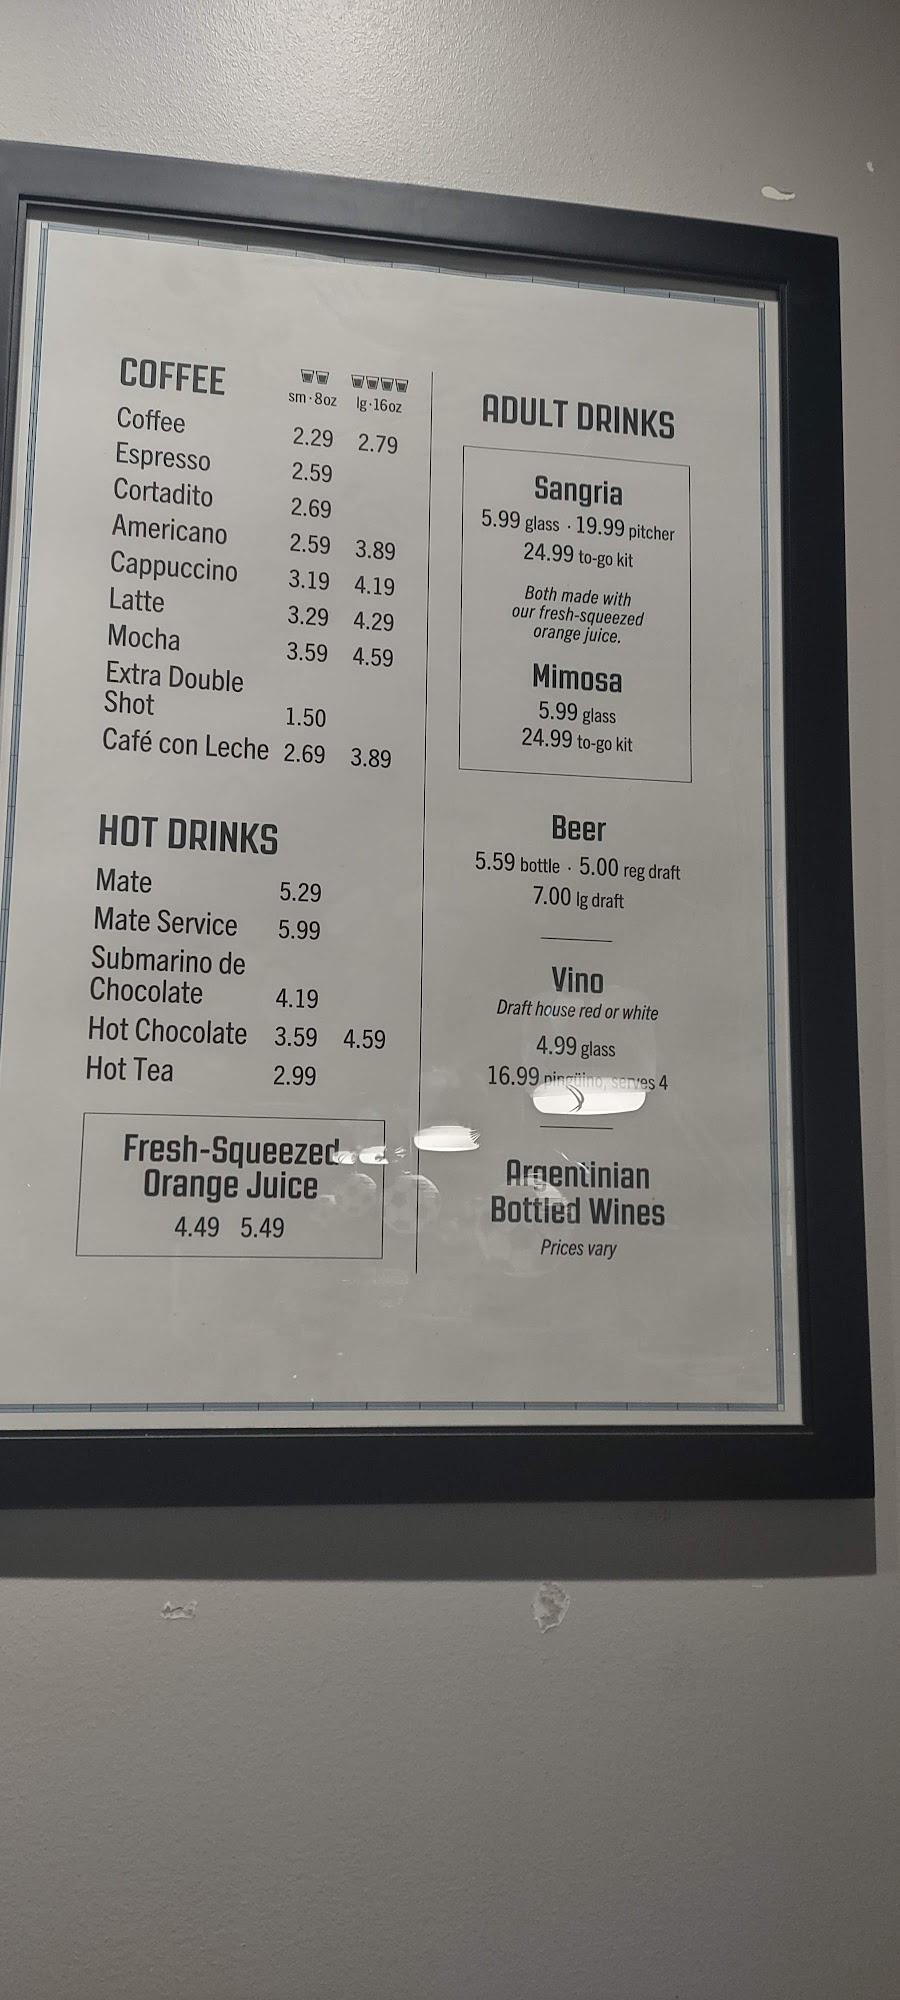 COFFEE
sm·8oz lg·16oz
Coffee 2.29 2.79
Espresso 2.59
Cortadito 2.69
Americano 2.59 3.89
Cappuccino 3.19 4.19
Latte 3.29 4.29
Mocha 3.59 4.59
Extra Double
Shot 1.50
Café con Leche 2.69 3.89
HOT DRINKS
Mate 5.29
Mate Service 5.99
Submarino de
Chocolate 4.19
Hot Chocolate 3.59 4.59
Hot Tea 2.99
Fresh-Squeezed
Orange Juice
4.49 5.49
ADULT DRINKS
Sangria
5.99 glass · 19.99 pitcher
24.99 to-go kit
Both made with
our fresh-squeezed
orange juice.
Mimosa
5.99 glass
24.99 to-go kit
Beer
5.59 bottle · 5.00 reg draft
7.00 lg draft
Vino
Draft house red or white
4.99 glass
16.99 pingüino, serves 4
Argentinian
Bottled Wines
Prices vary